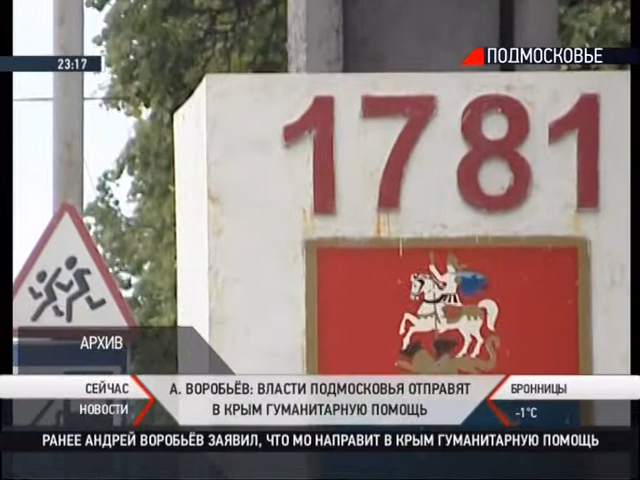 23:17
ПОДМОСКОВЬЕ
1781
АРХИВ
СЕЙЧАС
НОВОСТИ
А. ВОРОБЬЁВ: ВЛАСТИ ПОДМОСКОВЬЯ ОТПРАВЯТ
В КРЫМ ГУМАНИТАРНУЮ ПОМОЩЬ
БРОННИЦЫ
-1°C
РАНЕЕ АНДРЕЙ ВОРОБЬЁВ ЗАЯВИЛ, ЧТО МО НАПРАВИТ В КРЫМ ГУМАНИТАРНУЮ ПОМОЩЬ